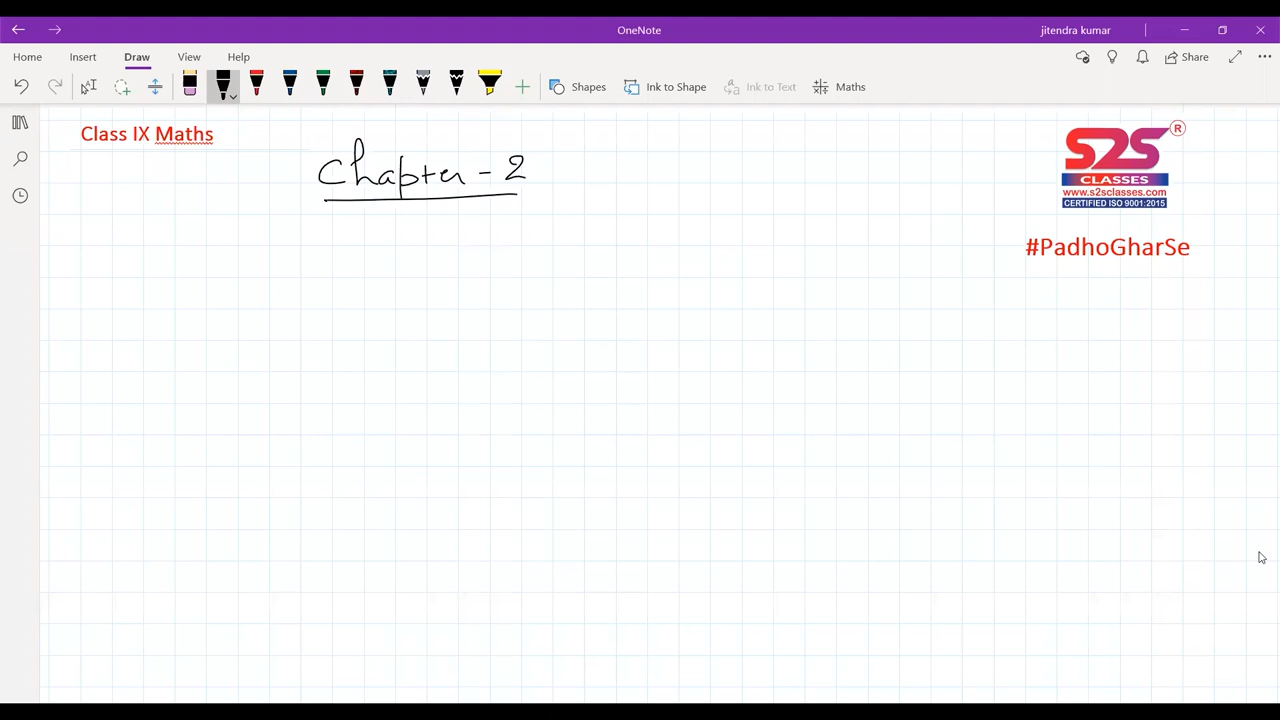 OneNote
jitendra kumar
Home Insert Draw View Help
Share
Shapes Ink to Shape Ink to Text Maths
Class IX Maths
Chapter - 2
S2S
R
CLASSES
www.s2sclasses.com
CERTIFIED ISO 9001:2015
#PadhoGharSe